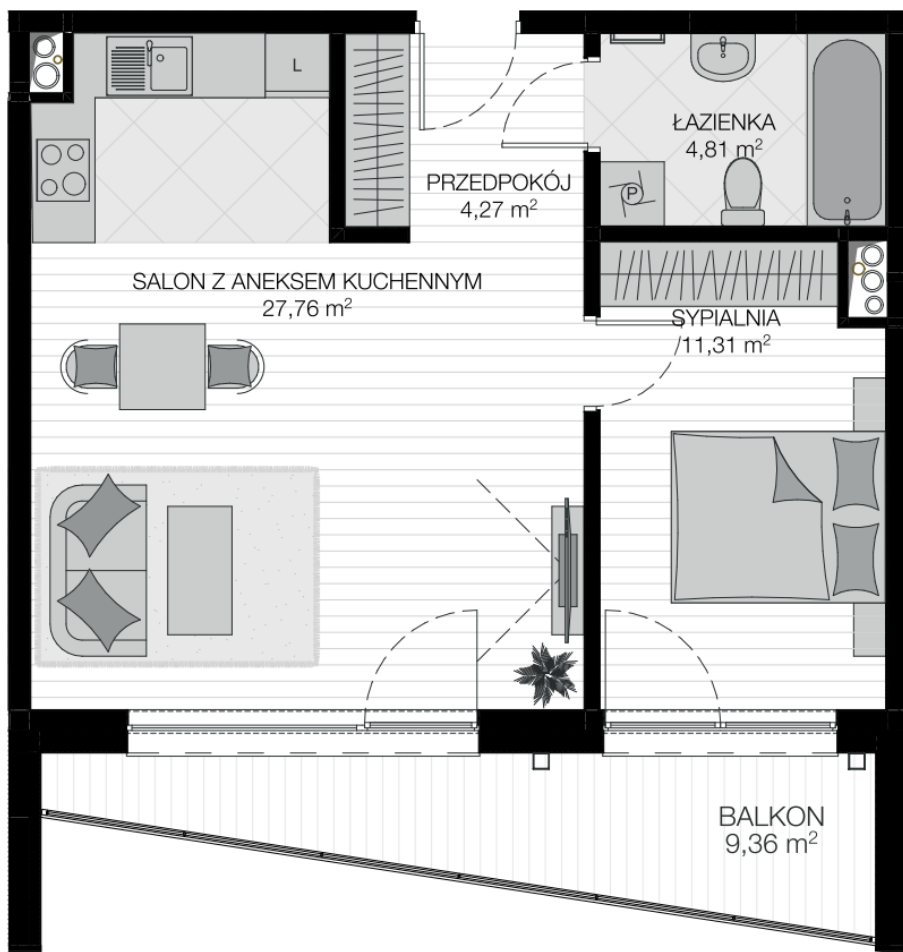 L
ŁAZIENKA
4,81 m²
P
PRZEDPOKÓJ
4,27 m²
SALON Z ANEKSEM KUCHENNYM
27,76 m²
SYPIALNIA
11,31 m²
BALKON
9,36 m²